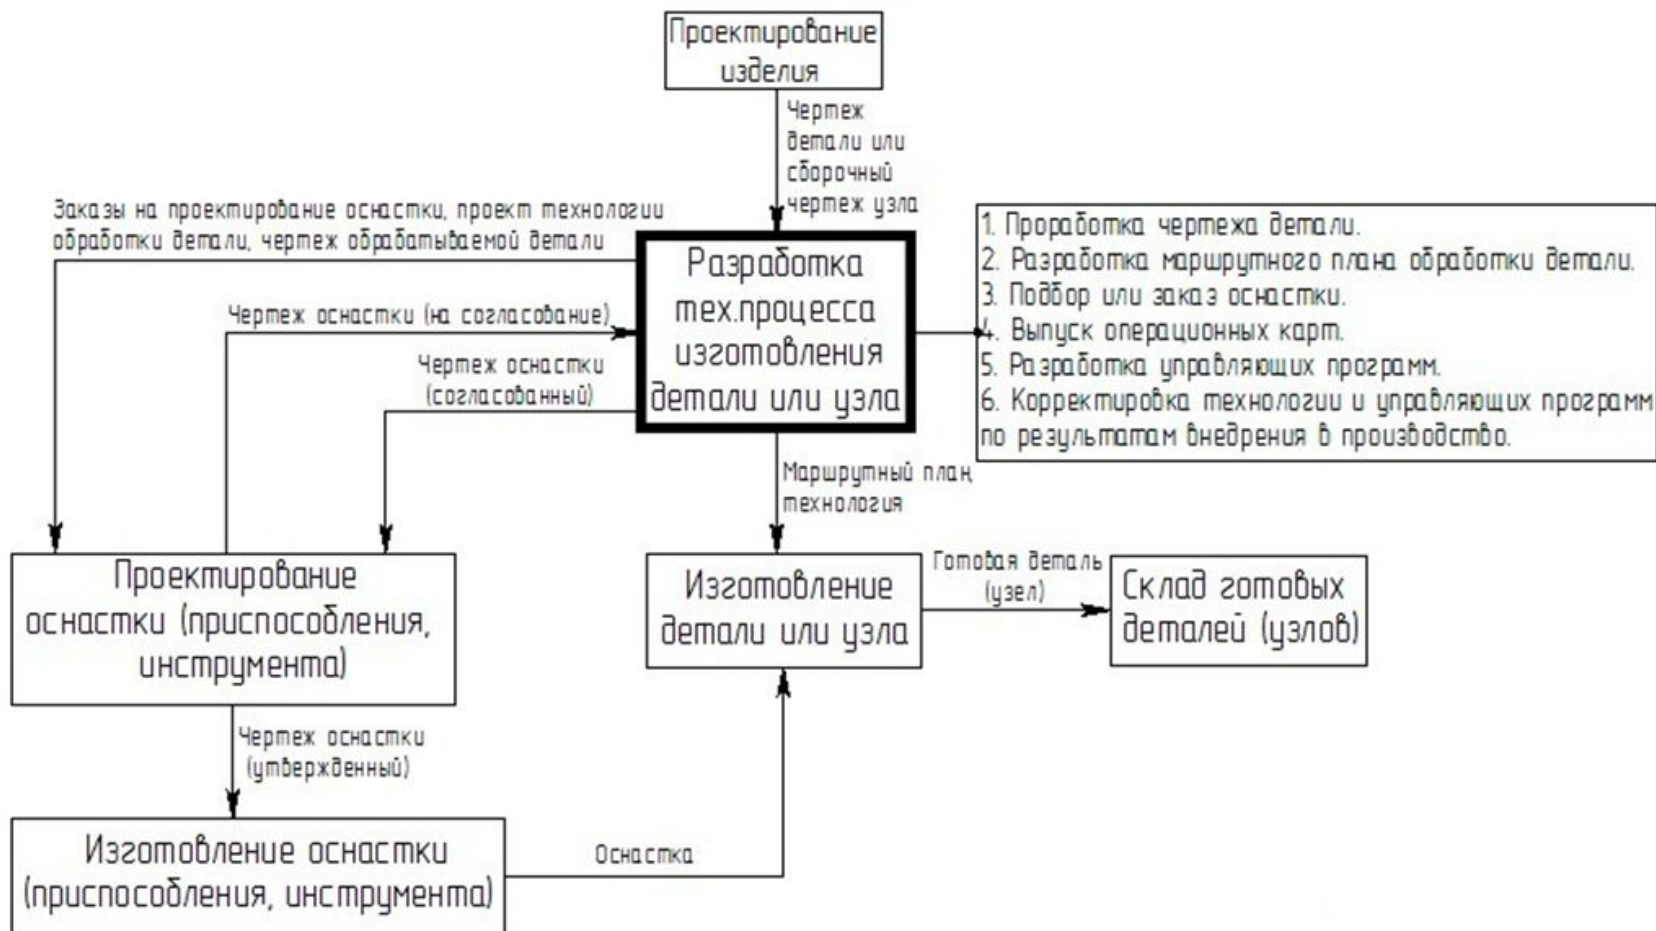 Проектирование
изделия
Чертеж
детали или
сборочный
чертеж узла
Заказы на проектирование оснастки, проект технологии
обработки детали, чертеж обрабатываемой детали
Разработка
тех.процесса
изготовления
детали или узла
1. Проработка чертежа детали.
2. Разработка маршрутного плана обработки детали.
3. Подбор или заказ оснастки.
4. Выпуск операционных карт.
5. Разработка управляющих программ.
6. Корректировка технологии и управляющих программ
по результатам внедрения в производство.
Чертеж оснастки (на согласование)
Чертеж оснастки
(согласованный)
Маршрутный план,
технология
Проектирование
оснастки (приспособления,
инструмента)
Изготовление
детали или узла
Готовая деталь
(узел)
Склад готовых
деталей (узлов)
Чертеж оснастки
(утвержденный)
Изготовление оснастки
(приспособления, инструмента)
Оснастка